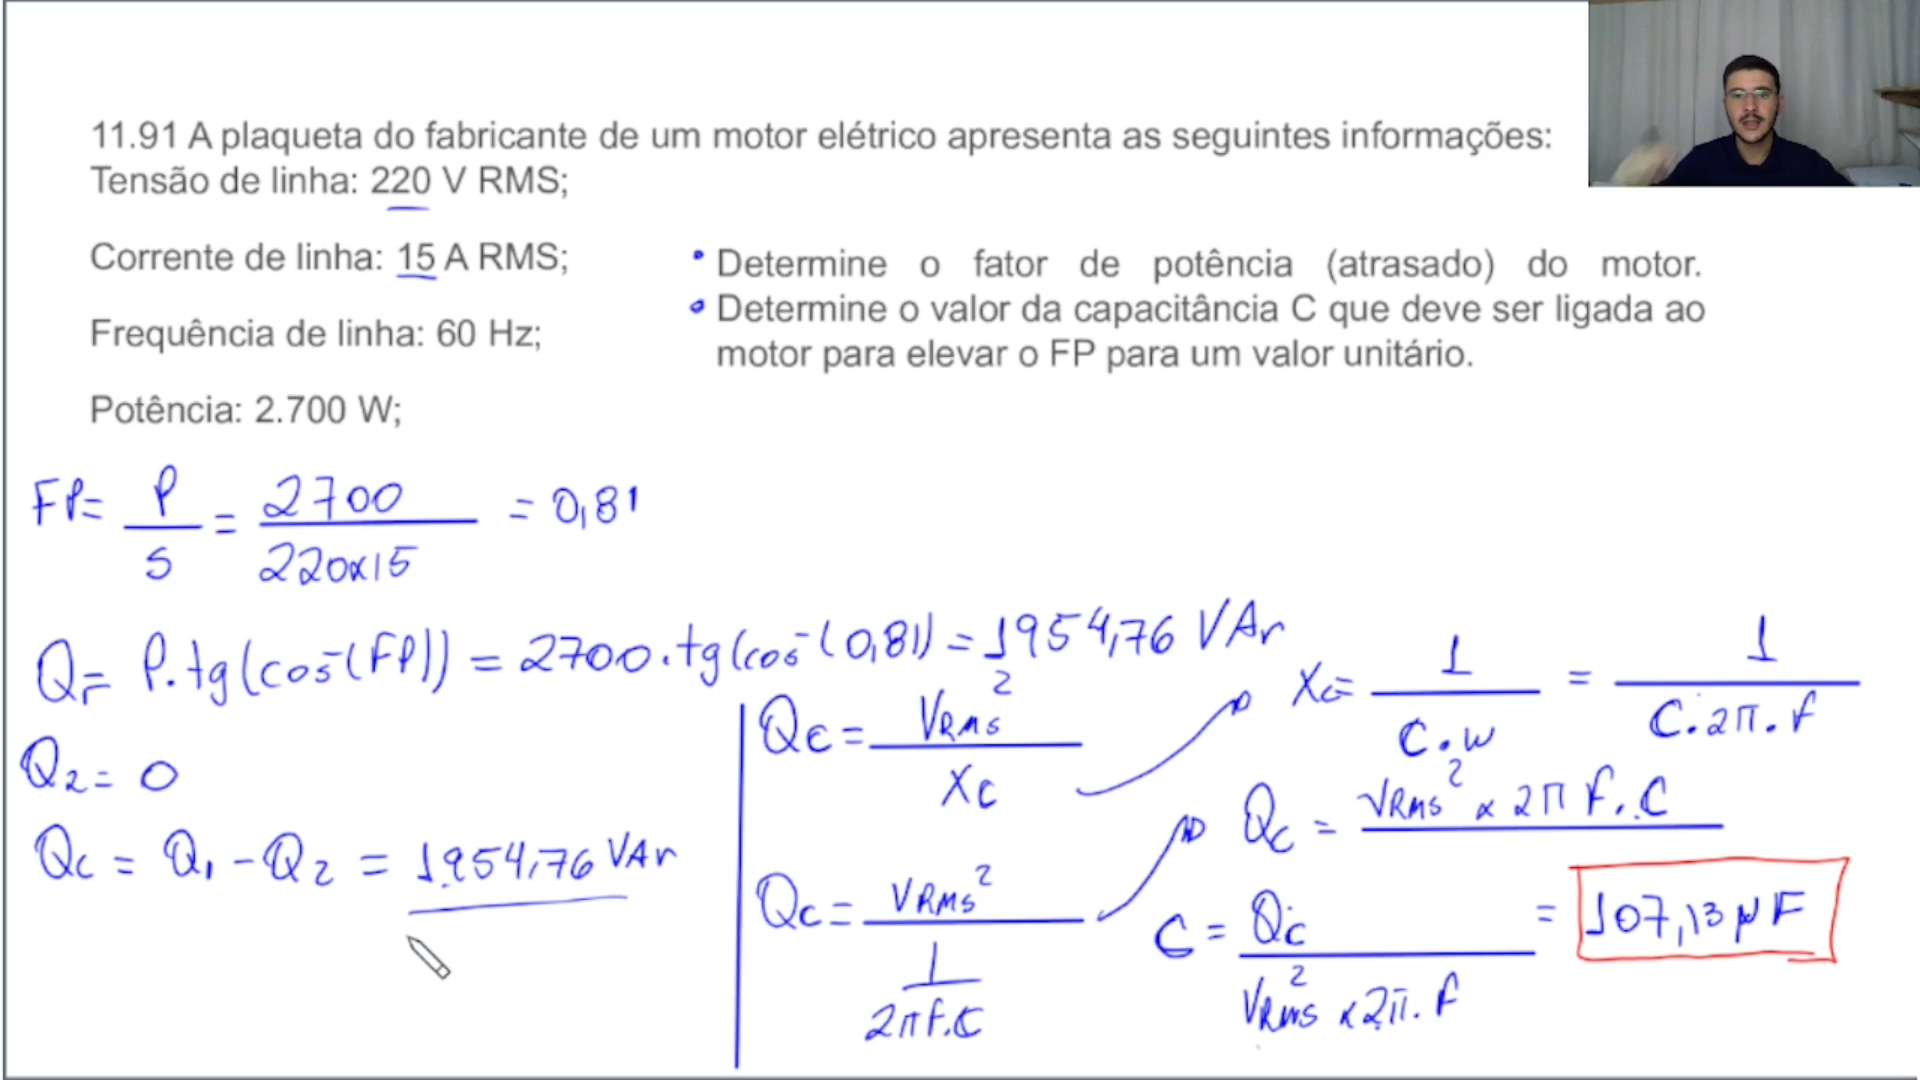 11.91 A plaqueta do fabricante de um motor elétrico apresenta as seguintes informações:
Tensão de linha: 220 V RMS;
Corrente de linha: 15 A RMS;
Frequência de linha: 60 Hz;
Potência: 2.700 W;
• Determine o fator de potência (atrasado) do motor.
• Determine o valor da capacitância C que deve ser ligada ao
motor para elevar o FP para um valor unitário.
FP= P/S = 2700/220x15 = 0,81
Q1= P.tg(cos⁻(FP)) = 2700.tg(cos⁻(0,81)) = 1954,76 VAr
Q2= 0
Qc = Q1 - Q2 = 1954,76 VAr
Qc = VRMS²/Xc
Qc = VRMS²/(1/2πf.C)
Xc= 1/C.w = 1/C.2π.f
Qc = VRMS² x 2π f.C
C = Qc/VRMS² x 2π.f = 107,13 µF